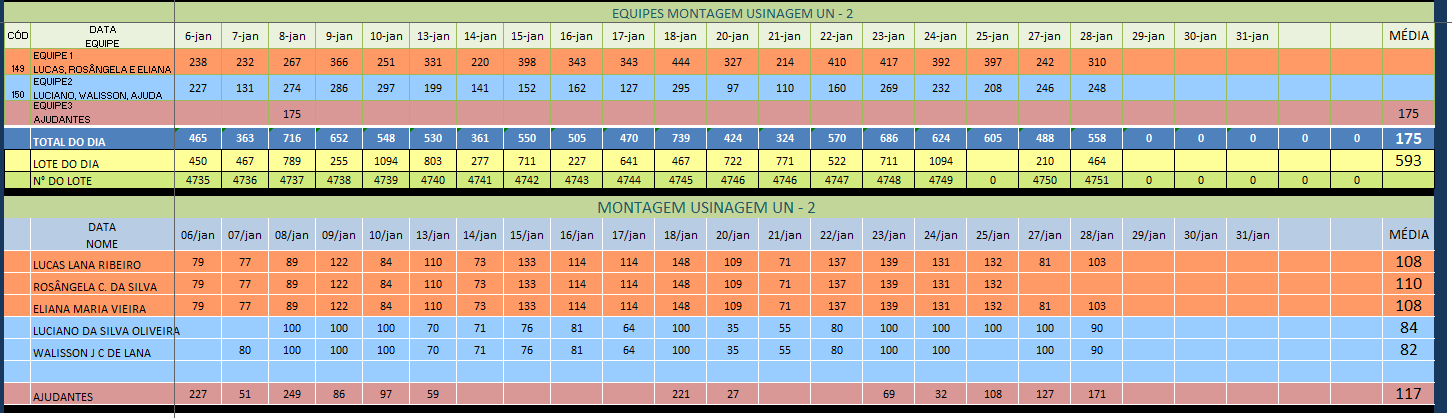 EQUIPES MONTAGEM USINAGEM UN - 2
CÓD DATA EQUIPE 6-jan 7-jan 8-jan 9-jan 10-jan 13-jan 14-jan 15-jan 16-jan 17-jan 18-jan 20-jan 21-jan 22-jan 23-jan 24-jan 25-jan 27-jan 28-jan 29-jan 30-jan 31-jan MÉDIA
EQUIPE 1
149 LUCAS, ROSÂNGELA E ELIANA 238 232 267 366 251 331 220 398 343 343 444 327 214 410 417 392 397 242 310
EQUIPE2
150 LUCIANO, WALISSON, AJUDA 227 131 274 286 297 199 141 152 162 127 295 97 110 160 269 232 208 246 248
EQUIPE3
AJUDANTES 175 175
TOTAL DO DIA 465 363 716 652 548 530 361 550 505 470 739 424 324 570 686 624 605 488 558 0 0 0 0 0 175
LOTE DO DIA 450 467 789 255 1094 803 277 711 227 641 467 722 771 522 711 1094 210 464 593
Nº DO LOTE 4735 4736 4737 4738 4739 4740 4741 4742 4743 4744 4745 4746 4746 4747 4748 4749 0 4750 4751 0 0 0 0 0
MONTAGEM USINAGEM UN - 2
DATA
NOME 06/jan 07/jan 08/jan 09/jan 10/jan 13/jan 14/jan 15/jan 16/jan 17/jan 18/jan 20/jan 21/jan 22/jan 23/jan 24/jan 25/jan 27/jan 28/jan 29/jan 30/jan 31/jan MÉDIA
LUCAS LANA RIBEIRO 79 77 89 122 84 110 73 133 114 114 148 109 71 137 139 131 132 81 103 108
ROSÂNGELA C. DA SILVA 79 77 89 122 84 110 73 133 114 114 148 109 71 137 139 131 132 110
ELIANA MARIA VIEIRA 79 77 89 122 84 110 73 133 114 114 148 109 71 137 139 131 132 81 103 108
LUCIANO DA SILVA OLIVEIRA 100 100 100 70 71 76 81 64 100 35 55 80 100 100 100 100 90 84
WALISSON J C DE LANA 80 100 100 100 70 71 76 81 64 100 35 55 80 100 100 100 90 82
AJUDANTES 227 51 249 86 97 59 221 27 69 32 108 127 171 117